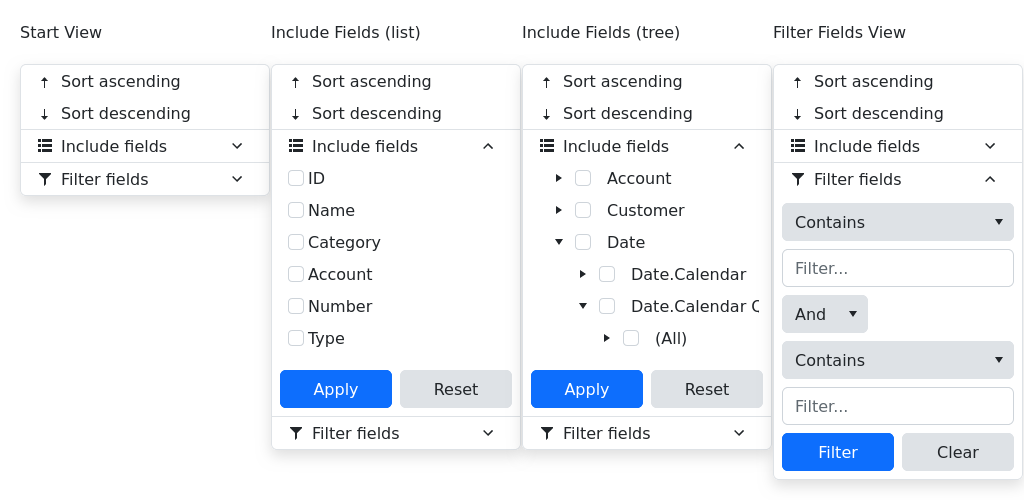 Start View
Sort ascending
Sort descending
Include fields
Filter fields
Include Fields (list)
Sort ascending
Sort descending
Include fields
ID
Name
Category
Account
Number
Type
Apply Reset
Filter fields
Include Fields (tree)
Sort ascending
Sort descending
Include fields
Account
Customer
Date
Date.Calendar
Date.Calendar
(All)
Apply Reset
Filter fields
Filter Fields View
Sort ascending
Sort descending
Include fields
Filter fields
Contains
Filter...
And
Contains
Filter...
Filter Clear